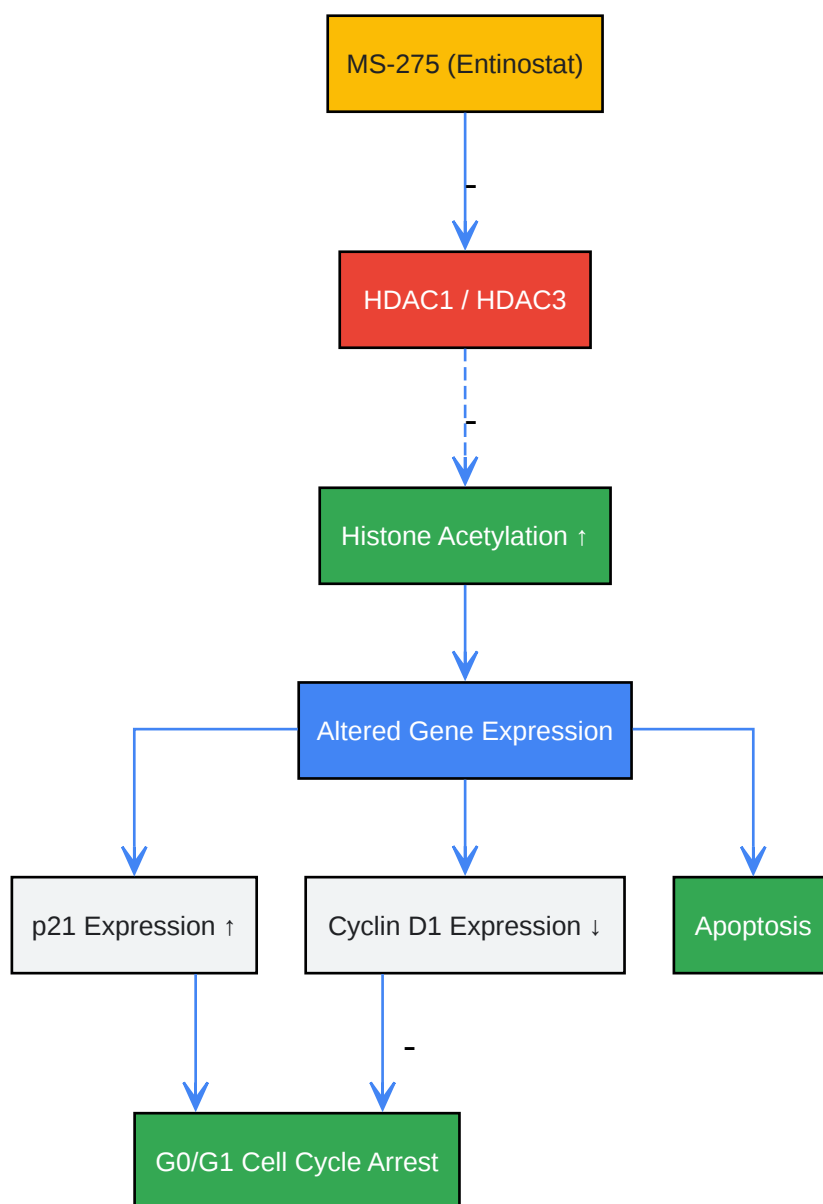 MS-275 (Entinostat)
-
HDAC1 / HDAC3
-
Histone Acetylation ↑
Altered Gene Expression
p21 Expression ↑
Cyclin D1 Expression ↓
Apoptosis
-
G0/G1 Cell Cycle Arrest